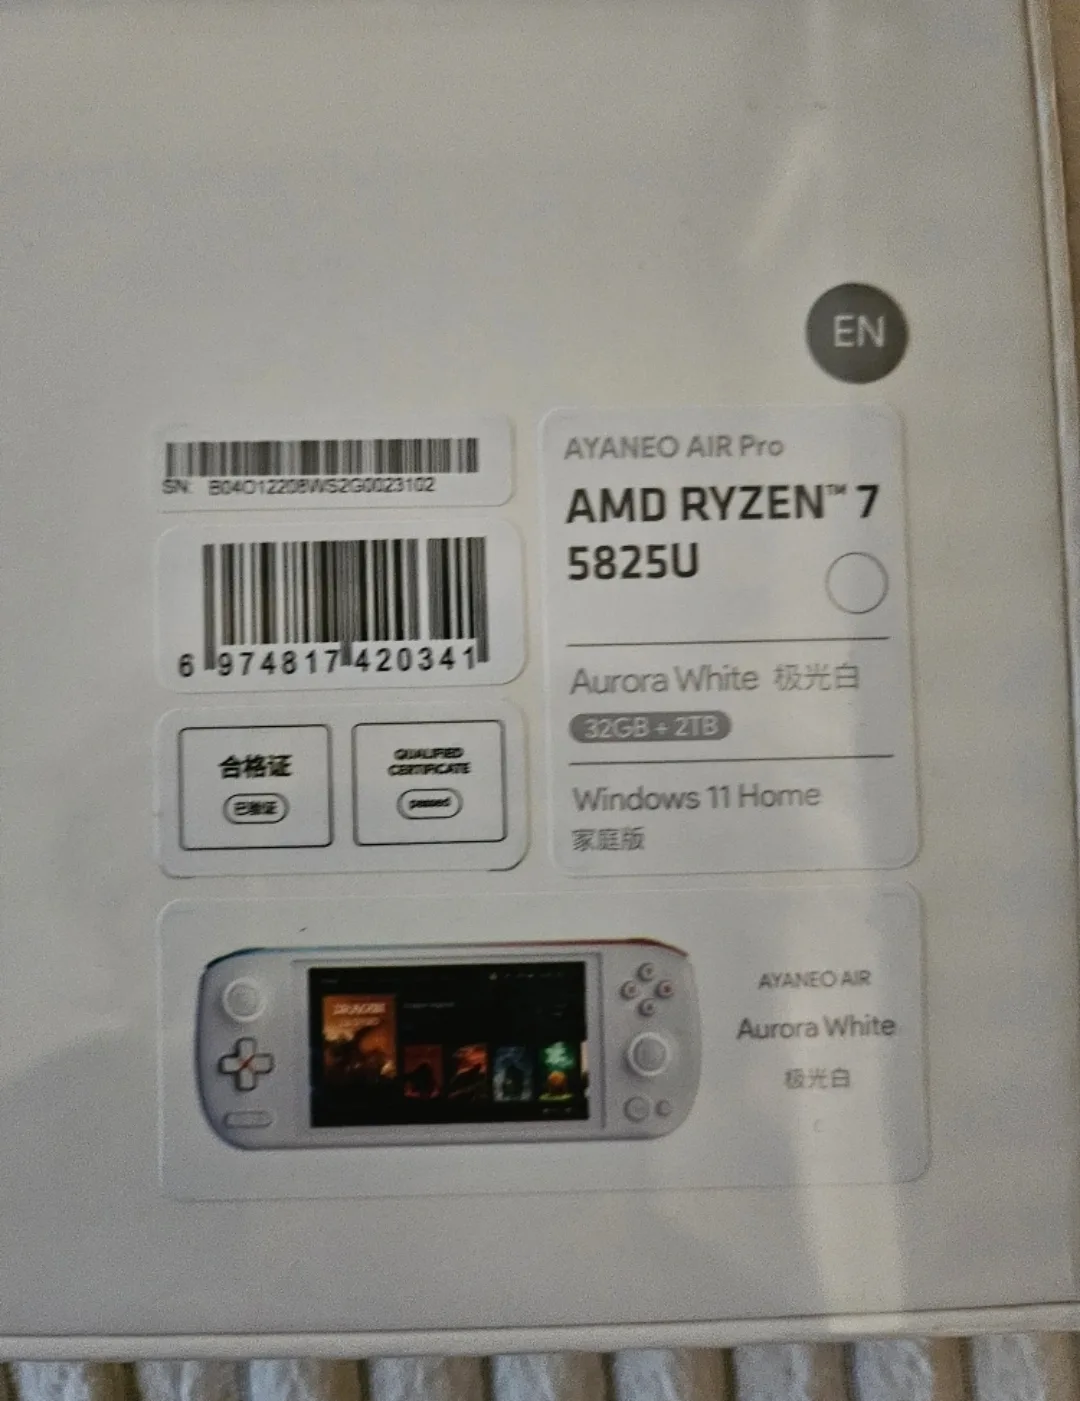 EN
SN: B04O12208WS2G0023102
6 974817 420341
合格证
已验证
QUALIFIED
CERTIFICATE
passed
AYANEO AIR Pro
AMD RYZEN™ 7
5825U
Aurora White 极光白
32GB + 2TB
Windows 11 Home
家庭版
AYANEO AIR
Aurora White
极光白